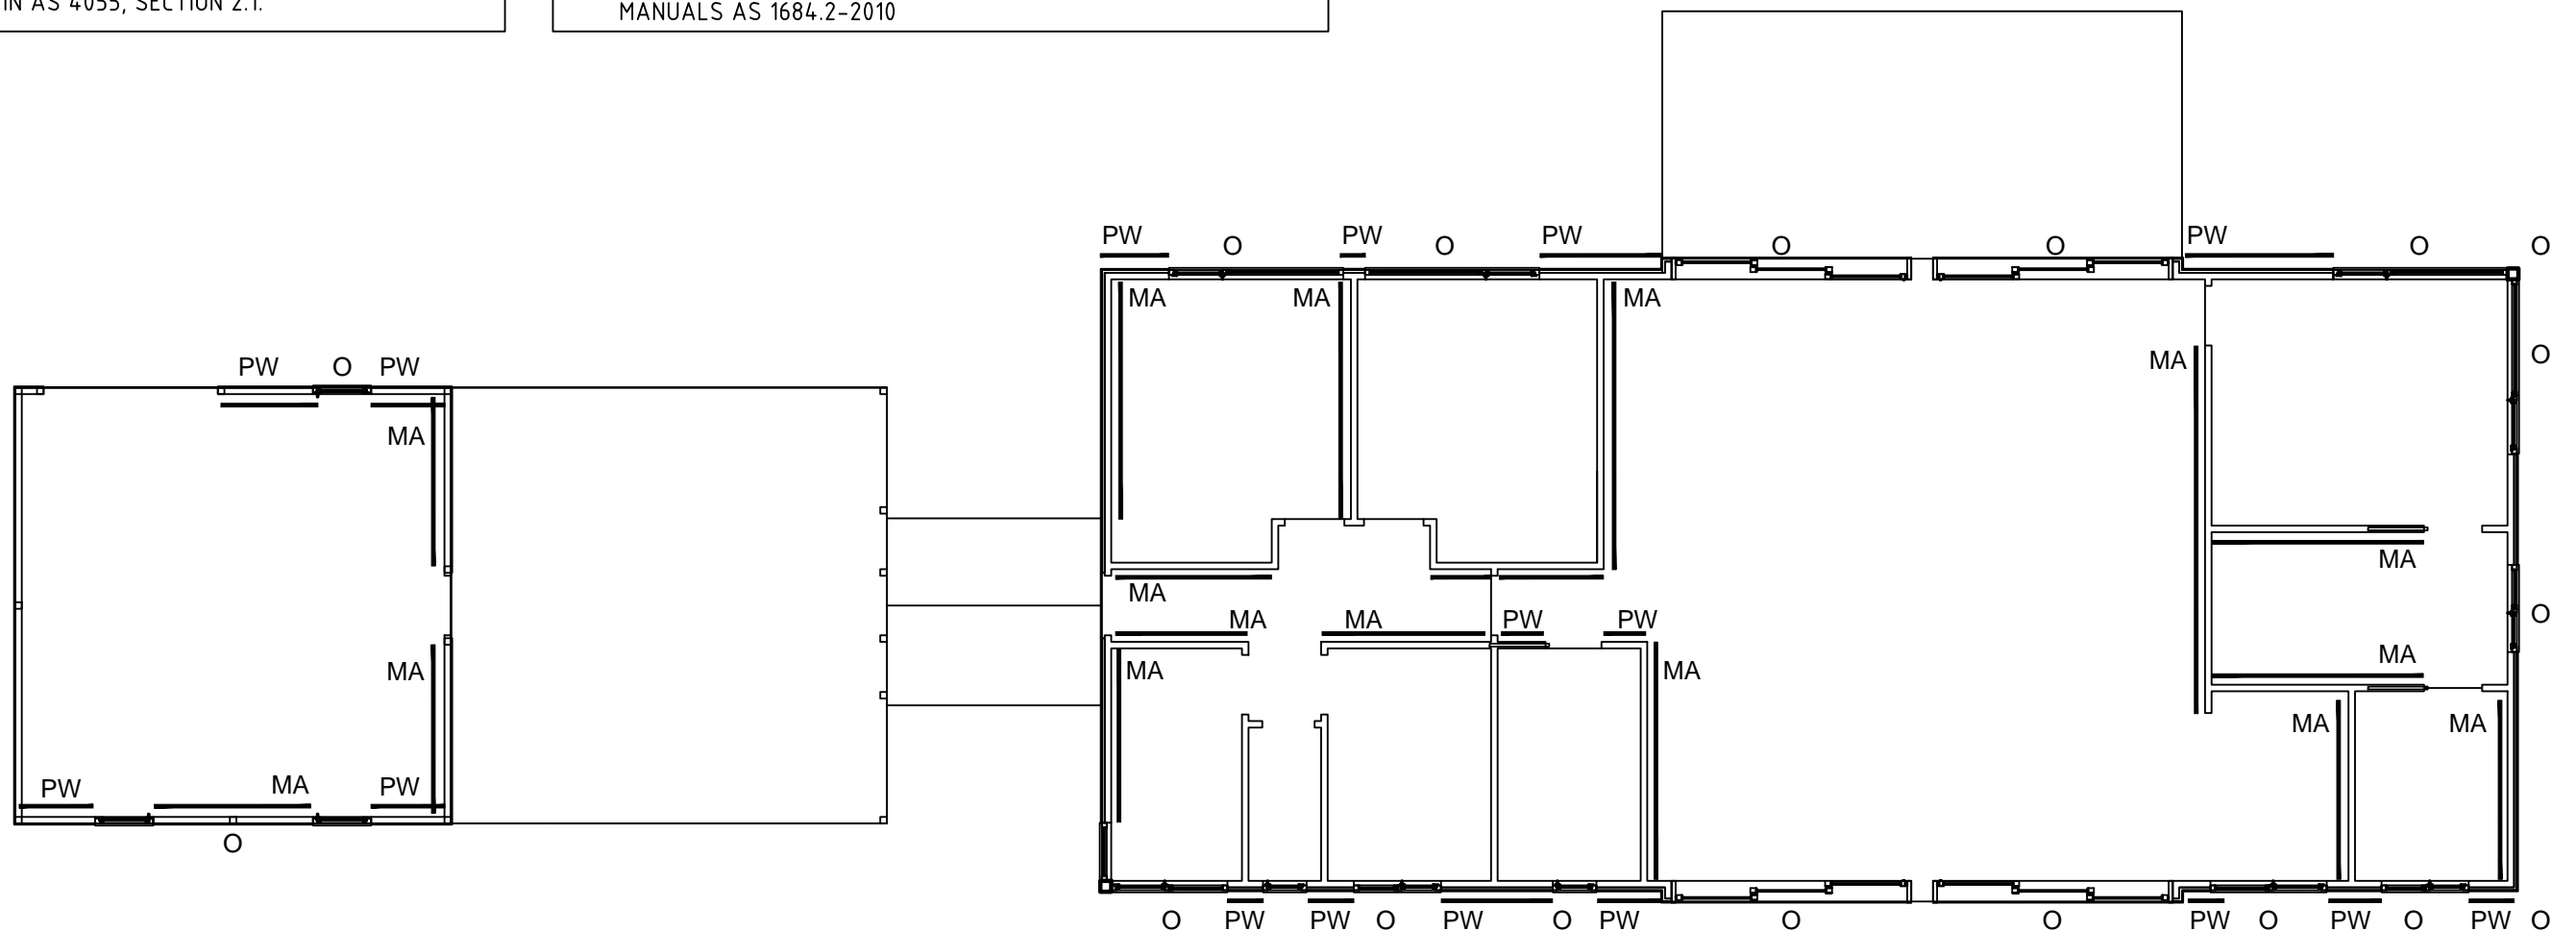 IN AS 4055, SECTION 2.1.
MANUALS AS 1684.2-2010
PW O PW O PW O O PW O O
MA MA MA
MA O
PW O PW
MA
MA
MA
MA MA PW PW O
MA MA MA MA
MA MA
PW MA PW
O
O PW PW O PW O PW O O PW O PW O PW O